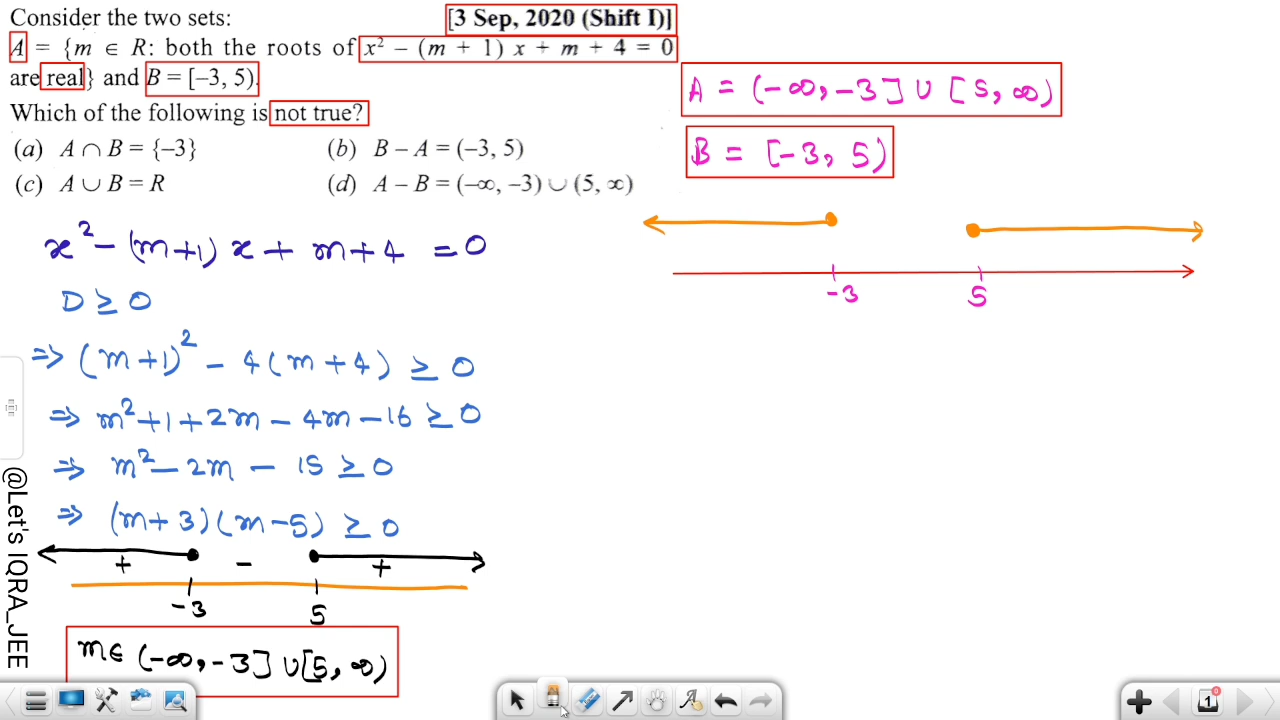 Consider the two sets: [3 Sep, 2020 (Shift I)]
A = {m ∈ R: both the roots of x² − (m + 1) x + m + 4 = 0
are real} and B = [−3, 5).
Which of the following is not true?
(a) A ∩ B = {−3} (b) B − A = (−3, 5)
(c) A ∪ B = R (d) A − B = (−∞, −3) ∪ (5, ∞)
x² − (m+1) x + m+4 = 0
D ≥ 0
⇒ (m+1)² − 4(m+4) ≥ 0
⇒ m²+1+2m − 4m −16 ≥ 0
⇒ m² − 2m − 15 ≥ 0
⇒ (m+3)(m−5) ≥ 0
+ − +
−3 5
m∈ (−∞, −3] ∪ [5, ∞)
A = (−∞, −3] ∪ [5, ∞)
B = [−3, 5)
−3 5
@Let's IQRA_JEE
1